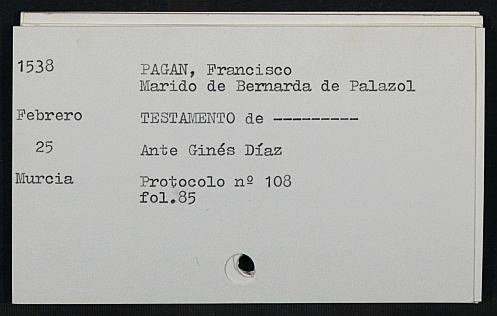 1538 PAGAN, Francisco
Marido de Bernarda de Palazol
Febrero TESTAMENTO de ---------
25 Ante Ginés Díaz
Murcia Protocolo nº 108
fol.85